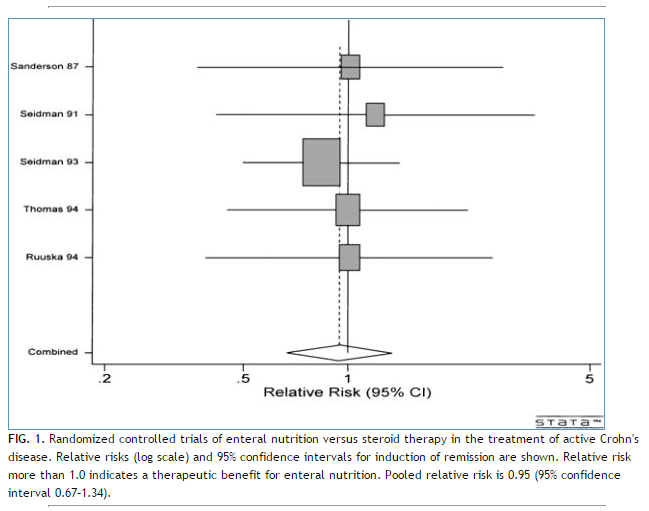 Sanderson 87
Seidman 91
Seidman 93
Thomas 94
Ruuska 94
Combined
.2 .5 1 5
Relative Risk (95% CI)
STaTa™
FIG. 1. Randomized controlled trials of enteral nutrition versus steroid therapy in the treatment of active Crohn's
disease. Relative risks (log scale) and 95% confidence intervals for induction of remission are shown. Relative risk
more than 1.0 indicates a therapeutic benefit for enteral nutrition. Pooled relative risk is 0.95 (95% confidence
interval 0.67-1.34).